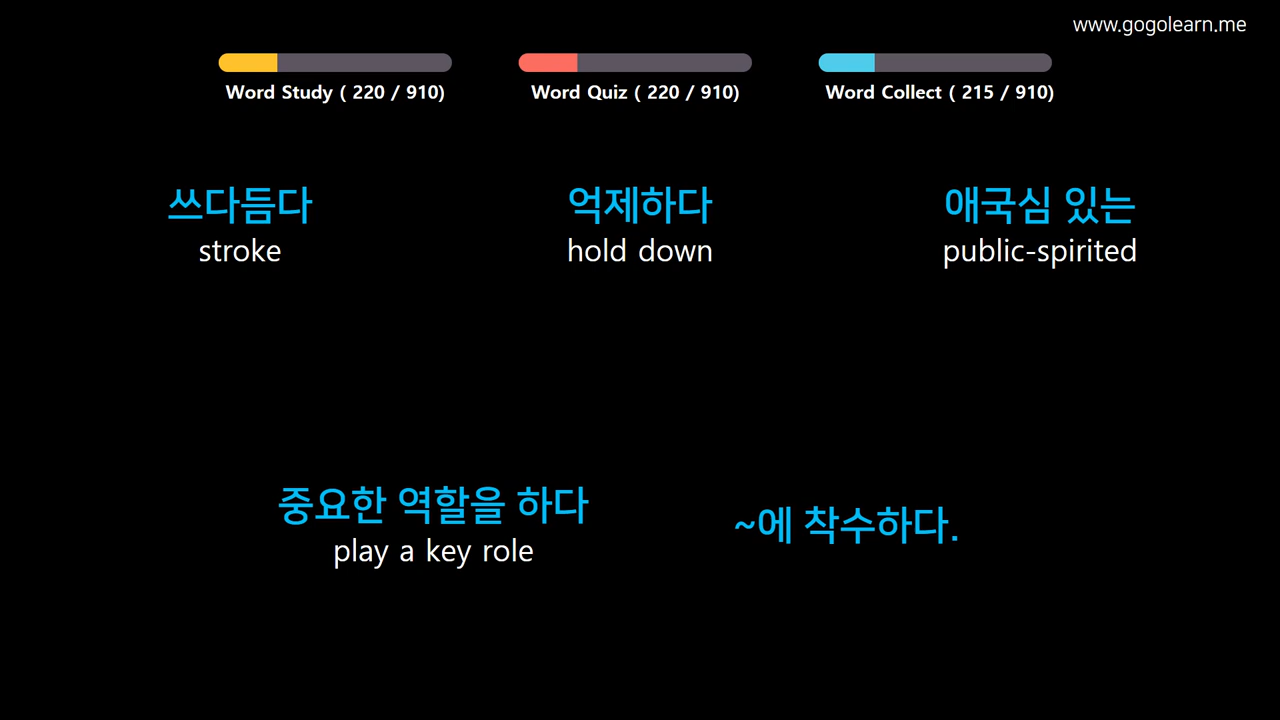 www.gogolearn.me
Word Study ( 220 / 910)
Word Quiz ( 220 / 910)
Word Collect ( 215 / 910)
쓰다듬다
stroke
억제하다
hold down
애국심 있는
public-spirited
중요한 역할을 하다
play a key role
~에 착수하다.